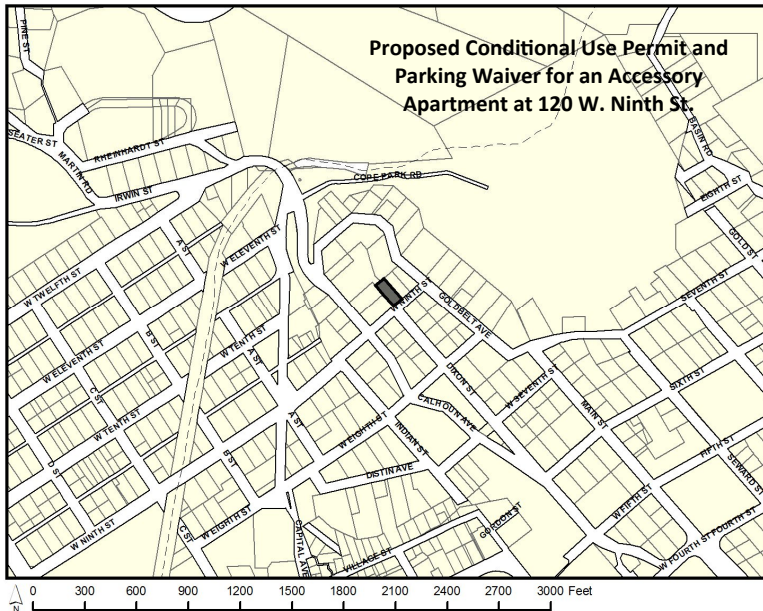 Proposed Conditional Use Permit and
Parking Waiver for an Accessory
Apartment at 120 W. Ninth St.
PINE ST
SEATER ST
MARTIN RD
RHEINHARDT ST
IRWIN ST
COPE PARK RD
BASIN RD
EIGHTH ST
GOLD ST
SEVENTH ST
A ST
W ELEVENTH ST
W TWELFTH ST
W NINTH ST
GOLDBELT AVE
B ST
W TENTH ST
A ST
W ELEVENTH ST
C ST
DIXON ST
W SEVENTH ST
SIXTH ST
MAIN ST
CALHOUN AVE
W TENTH ST
A ST
W EIGHTH ST
INDIAN ST
FIFTH ST
D ST
B ST
DISTIN AVE
SEWARD ST
W NINTH ST
C ST
W EIGHTH ST
CAPITAL AVE
GORDON ST
W FIFTH ST
VILLAGE ST
W FOURTH ST
FOURTH ST
N
0 300 600 900 1200 1500 1800 2100 2400 2700 3000 Feet